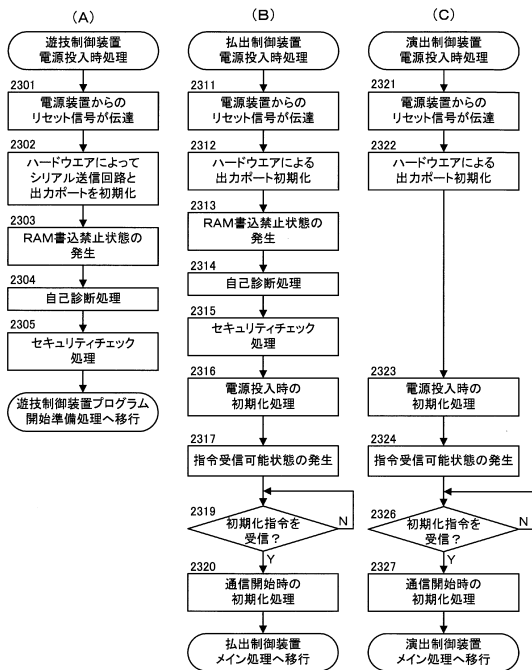 (A)
遊技制御装置
電源投入時処理
2301
電源装置からの
リセット信号が伝達
2302
ハードウエアによって
シリアル送信回路と
出力ポートを初期化
2303
RAM書込禁止状態の
発生
2304
自己診断処理
2305
セキュリティチェック
処理
遊技制御装置プログラム
開始準備処理へ移行
(B)
払出制御装置
電源投入時処理
2311
電源装置からの
リセット信号が伝達
2312
ハードウエアによる
出力ポート初期化
2313
RAM書込禁止状態の
発生
2314
自己診断処理
2315
セキュリティチェック
処理
2316
電源投入時の
初期化処理
2317
指令受信可能状態の発生
2319
初期化指令を
受信?
N
Y
2320
通信開始時の
初期化処理
払出制御装置
メイン処理へ移行
(C)
演出制御装置
電源投入時処理
2321
電源装置からの
リセット信号が伝達
2322
ハードウエアによる
出力ポート初期化
2323
電源投入時の
初期化処理
2324
指令受信可能状態の発生
2326
初期化指令を
受信?
N
Y
2327
通信開始時の
初期化処理
演出制御装置
メイン処理へ移行